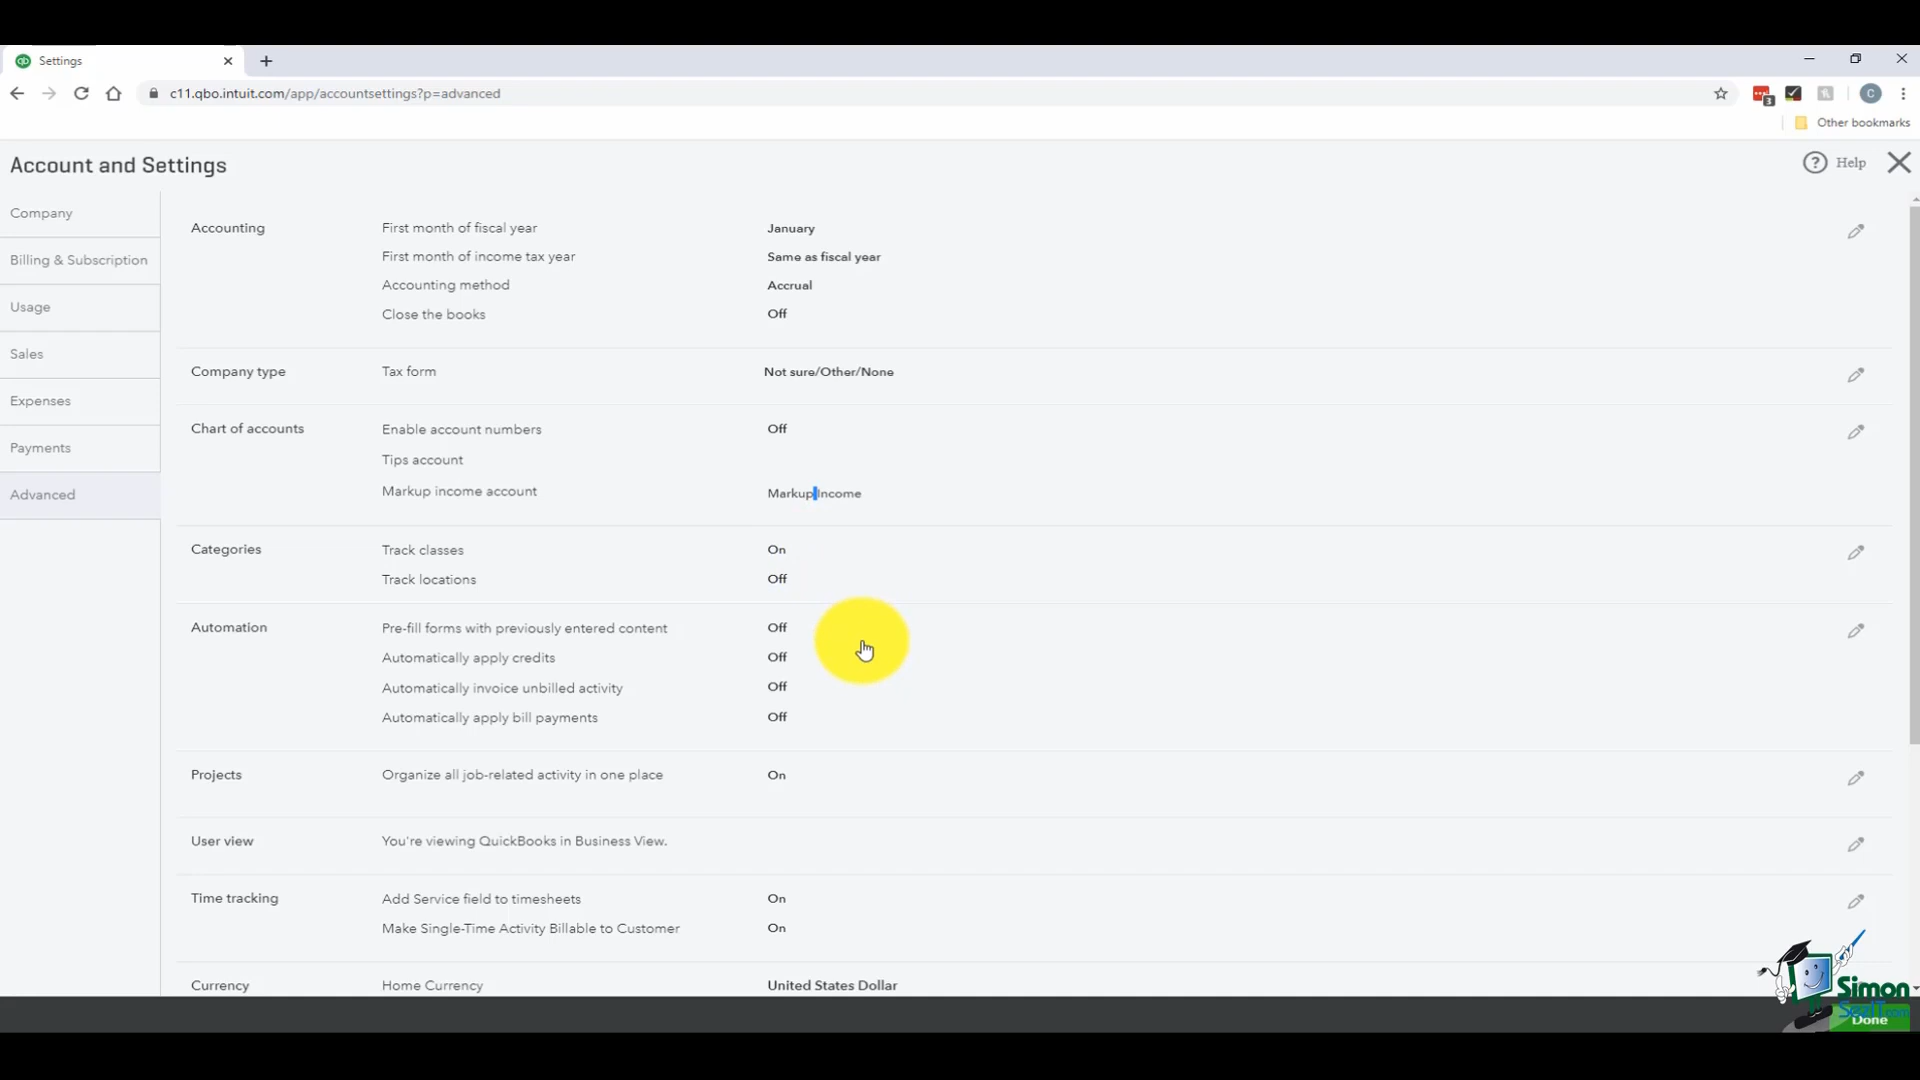 Settings
c11.qbo.intuit.com/app/accountsettings?p=advanced
3
C
Other bookmarks
Account and Settings
Help
Company
Billing & Subscription
Usage
Sales
Expenses
Payments
Advanced
Accounting First month of fiscal year January
First month of income tax year Same as fiscal year
Accounting method Accrual
Close the books Off
Company type Tax form Not sure/Other/None
Chart of accounts Enable account numbers Off
Tips account
Markup income account Markup Income
Categories Track classes On
Track locations Off
Automation Pre-fill forms with previously entered content Off
Automatically apply credits Off
Automatically invoice unbilled activity Off
Automatically apply bill payments Off
Projects Organize all job-related activity in one place On
User view You're viewing QuickBooks in Business View.
Time tracking Add Service field to timesheets On
Make Single-Time Activity Billable to Customer On
Currency Home Currency United States Dollar
Simon
SezIT.com
Done